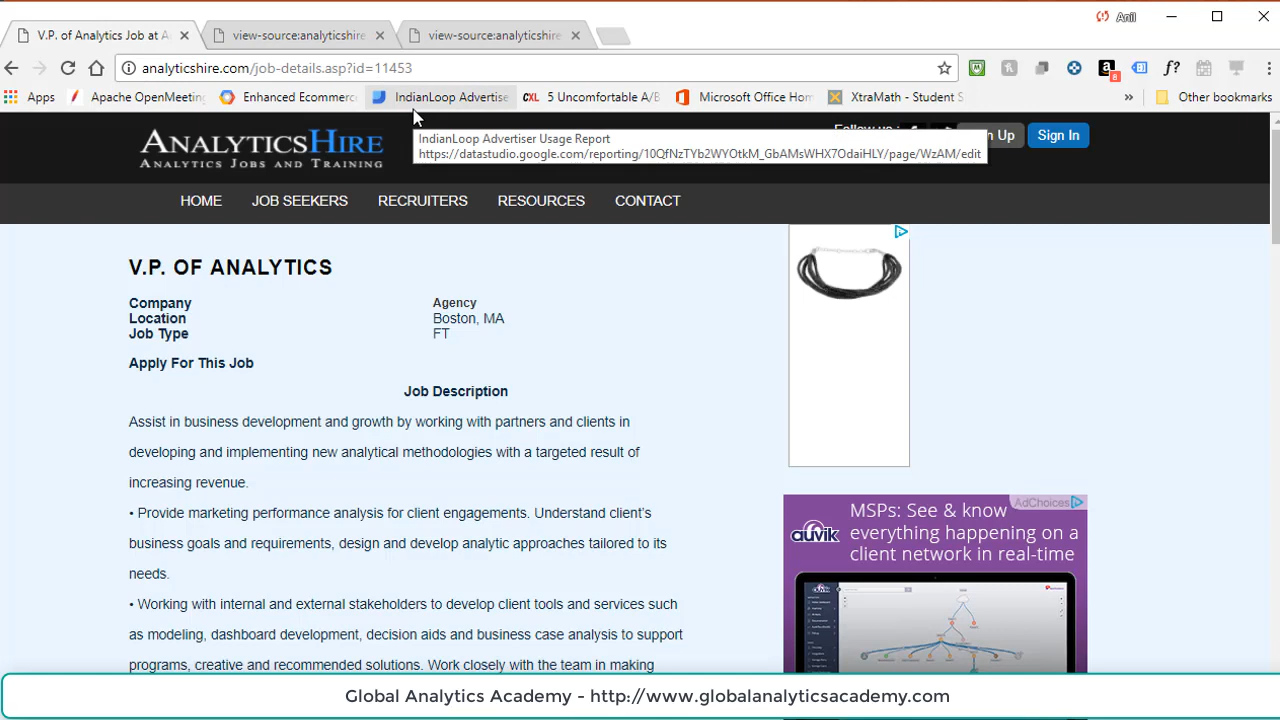 Anil
V.P. of Analytics Job at A
view-source:analyticshire
view-source:analyticshire
analyticshire.com/job-details.asp?id=11453
8
f?
Apps
Apache OpenMeeting
Enhanced Ecommerc
IndianLoop Advertise
CXL
5 Uncomfortable A/B
Microsoft Office Hom
XtraMath - Student S
»
Other bookmarks
ANALYTICSHIRE
ANALYTICS JOBS AND TRAINING
IndianLoop Advertiser Usage Report
https://datastudio.google.com/reporting/10QfNzTYb2WYOtkM_GbAMsWHX7OdaiHLY/page/WzAM/edit
Follow us :
n Up
Sign In
HOME
JOB SEEKERS
RECRUITERS
RESOURCES
CONTACT
V.P. OF ANALYTICS
Company Agency
Location Boston, MA
Job Type FT
Apply For This Job
Job Description
Assist in business development and growth by working with partners and clients in
developing and implementing new analytical methodologies with a targeted result of
increasing revenue.
• Provide marketing performance analysis for client engagements. Understand client's
business goals and requirements, design and develop analytic approaches tailored to its
needs.
• Working with internal and external stakeholders to develop client tools and services such
as modeling, dashboard development, decision aids and business case analysis to support
programs, creative and recommended solutions. Work closely with the team in making
AdChoices
auvik
MSPs: See & know
everything happening on a
client network in real-time
Global Analytics Academy - http://www.globalanalyticsacademy.com